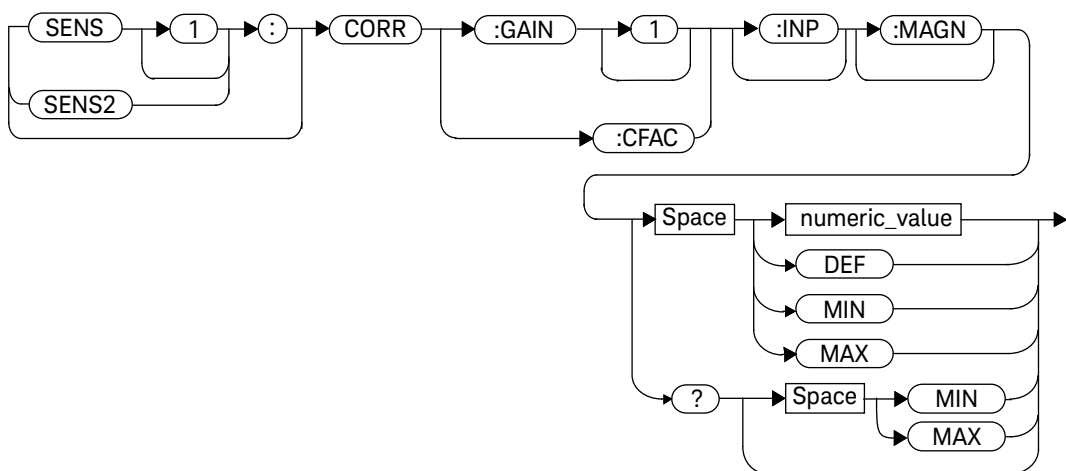 SENS 1 : CORR :GAIN 1 :INP :MAGN
SENS2
:CFAC
Space numeric_value
DEF
MIN
MAX
? Space MIN
MAX